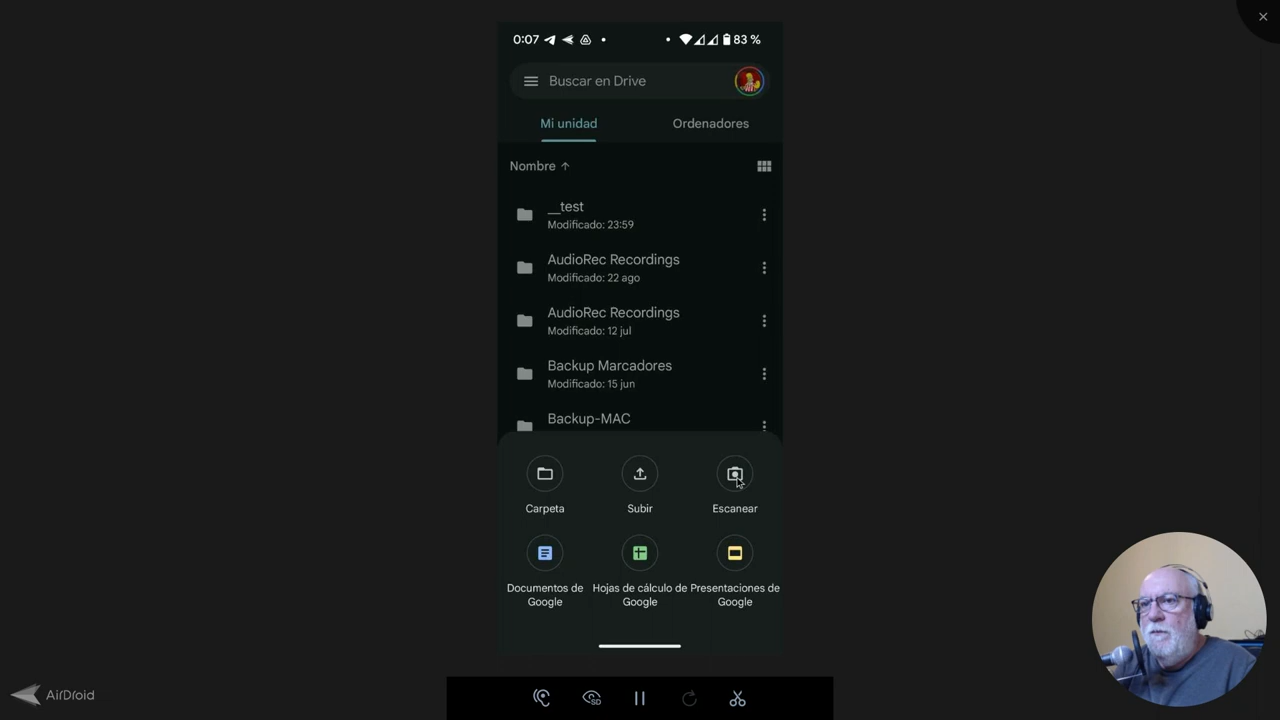 0:07
83 %
Buscar en Drive
Mi unidad
Ordenadores
Nombre
__test
Modificado: 23:59
AudioRec Recordings
Modificado: 22 ago
AudioRec Recordings
Modificado: 12 jul
Backup Marcadores
Modificado: 15 jun
Backup-MAC
Carpeta
Subir
Escanear
Documentos de
Google
Hojas de cálculo de
Google
Presentaciones de
Google
AirDroid
SD